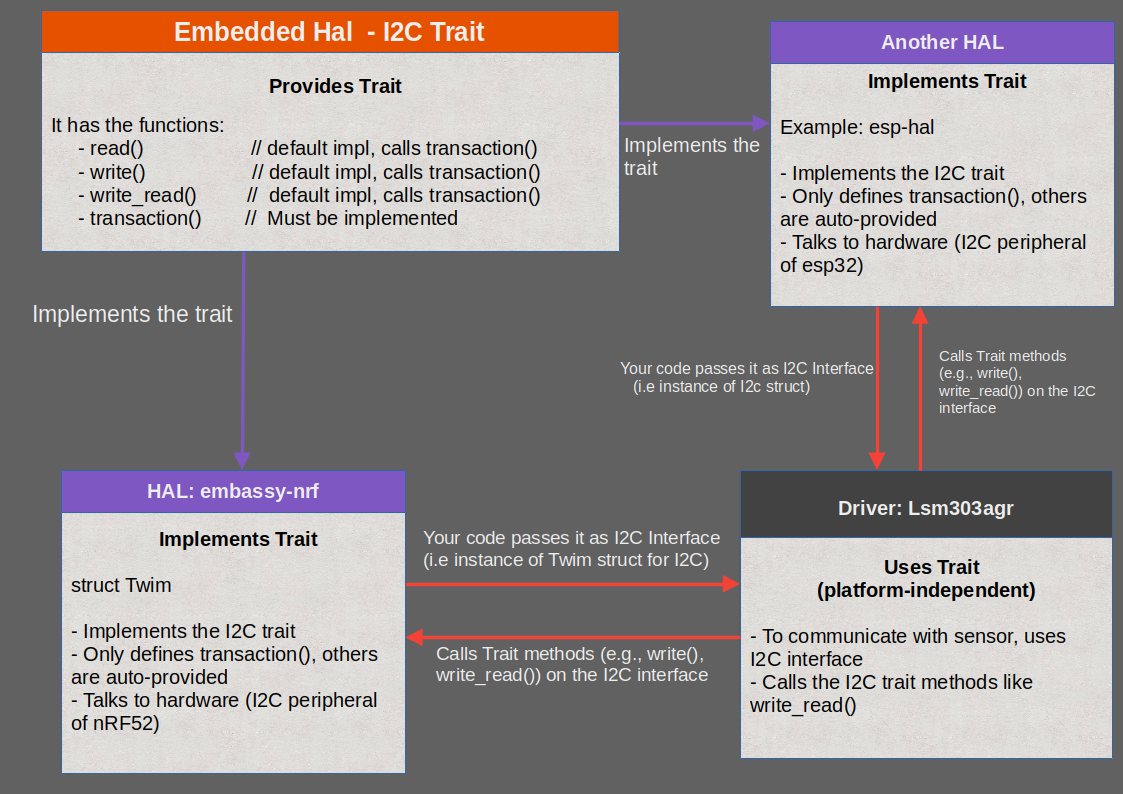 Embedded Hal - I2C Trait
Provides Trait
It has the functions:
- read() // default impl, calls transaction()
- write() // default impl, calls transaction()
- write_read() // default impl, calls transaction()
- transaction() // Must be implemented
Implements the
trait
Another HAL
Implements Trait
Example: esp-hal
- Implements the I2C trait
- Only defines transaction(), others
are auto-provided
- Talks to hardware (I2C peripheral
of esp32)
Implements the trait
Your code passes it as I2C Interface
(i.e instance of I2c struct)
Calls Trait methods
(e.g., write(),
write_read()) on the I2C
interface
HAL: embassy-nrf
Implements Trait
struct Twim
- Implements the I2C trait
- Only defines transaction(), others
are auto-provided
- Talks to hardware (I2C peripheral
of nRF52)
Your code passes it as I2C Interface
(i.e instance of Twim struct for I2C)
Calls Trait methods (e.g., write(),
write_read()) on the I2C interface
Driver: Lsm303agr
Uses Trait
(platform-independent)
- To communicate with sensor, uses
I2C interface
- Calls the I2C trait methods like
write_read()